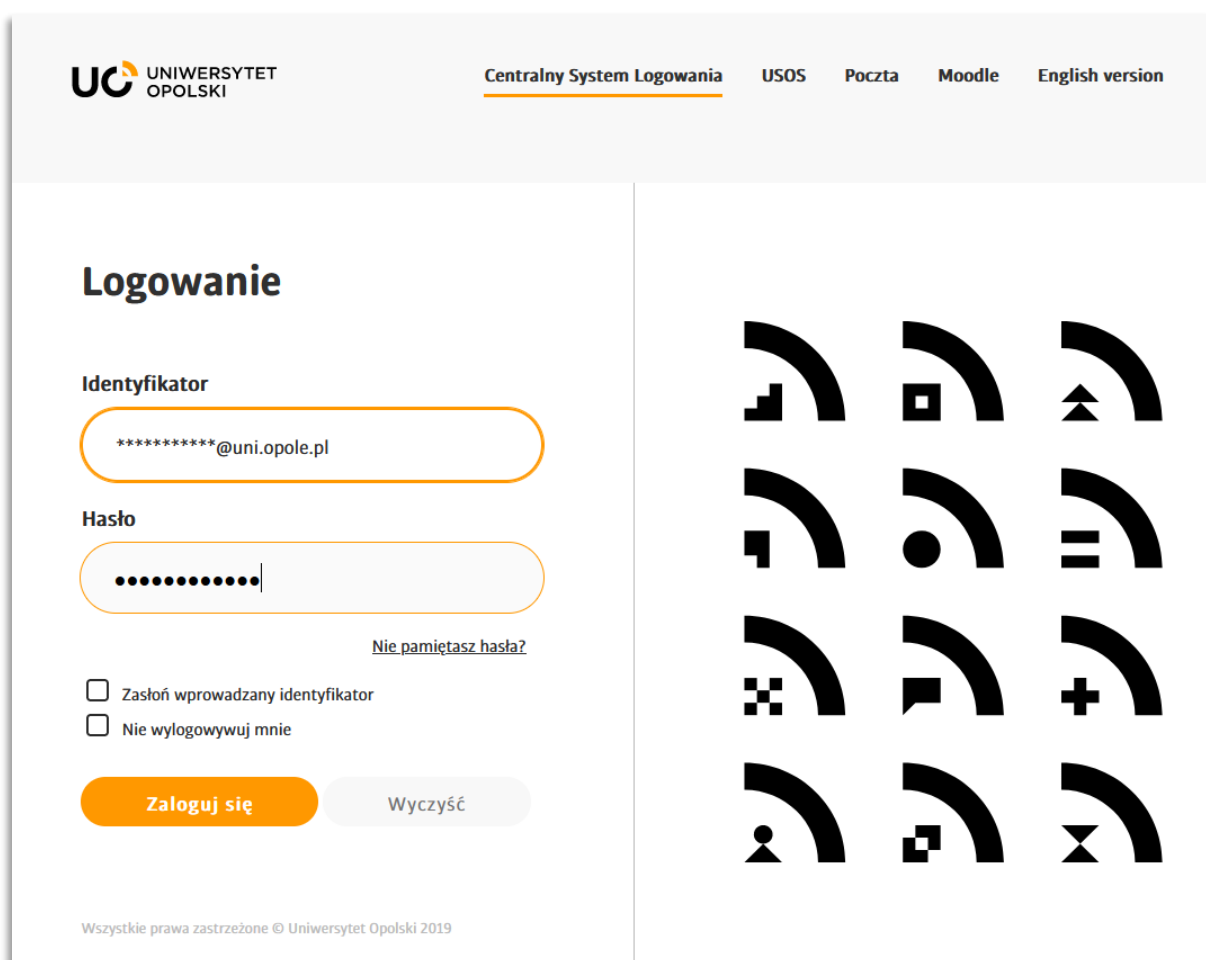 UO UNIWERSYTET
OPOLSKI
Centralny System Logowania USOS Poczta Moodle English version
Logowanie
Identyfikator
***********@uni.opole.pl
Hasło
●●●●●●●●●●●●
Nie pamiętasz hasła?
Zasłoń wprowadzany identyfikator
Nie wylogowywuj mnie
Zaloguj się Wyczyść
Wszystkie prawa zastrzeżone © Uniwersytet Opolski 2019